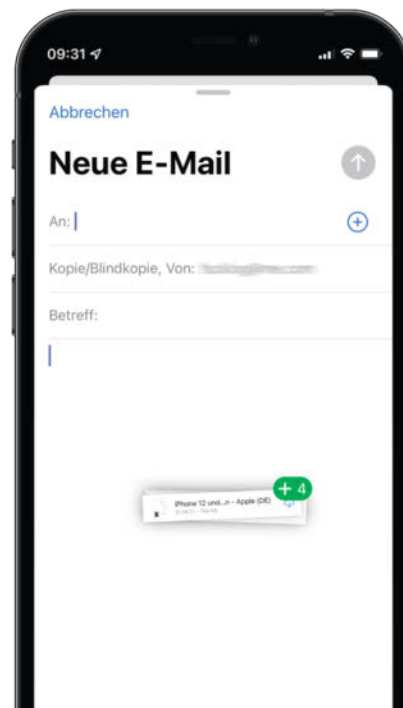 09:31
Abbrechen
Neue E-Mail
An:
Kopie/Blindkopie, Von:
Betreff:
+ 4
iPhone 12 und...n – Apple (DE)